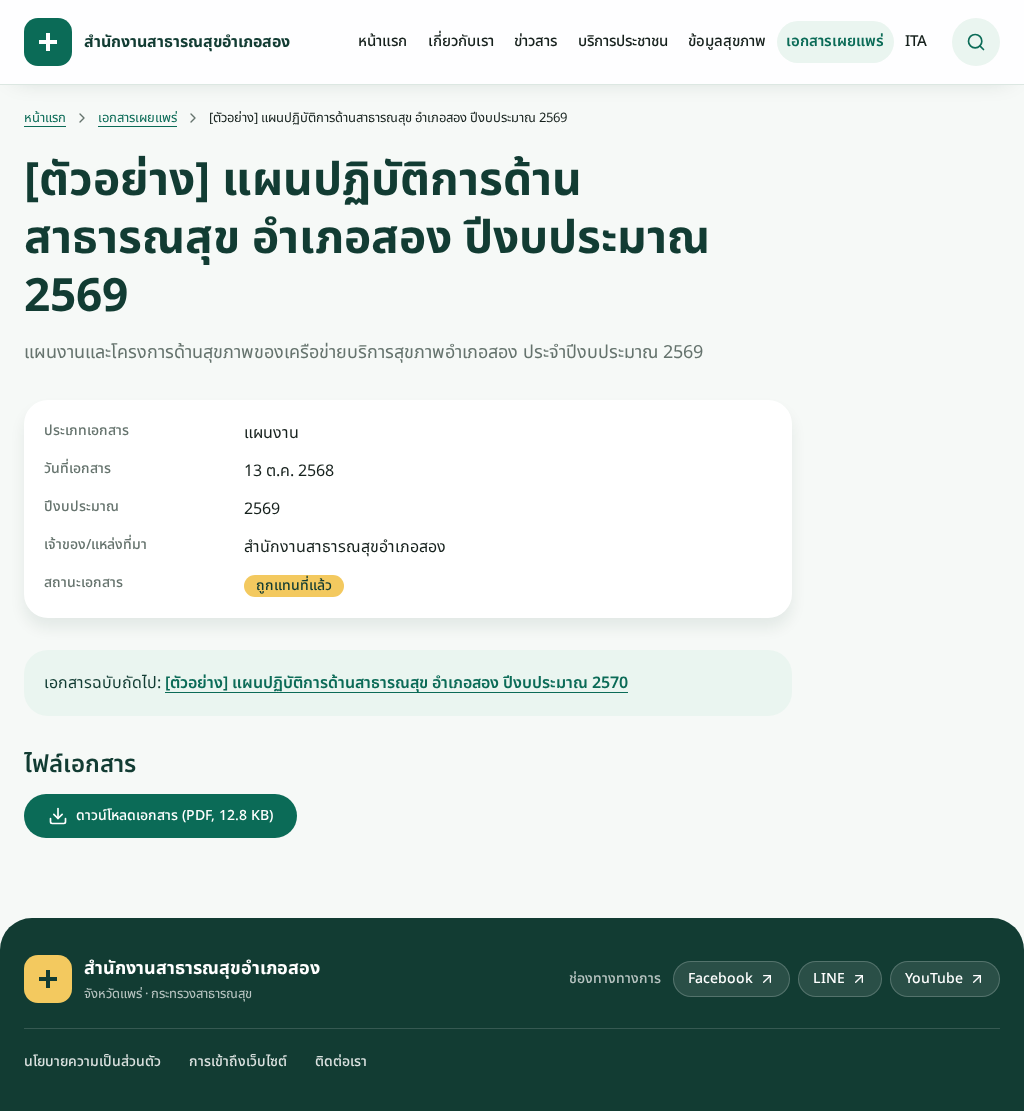 สำนักงานสาธารณสุขอำเภอสอง
หน้าแรก เกี่ยวกับเรา ข่าวสาร บริการประชาชน ข้อมูลสุขภาพ เอกสารเผยแพร่ ITA
หน้าแรก > เอกสารเผยแพร่ > [ตัวอย่าง] แผนปฏิบัติการด้านสาธารณสุข อำเภอสอง ปีงบประมาณ 2569
[ตัวอย่าง] แผนปฏิบัติการด้าน
สาธารณสุข อำเภอสอง ปีงบประมาณ
2569
แผนงานและโครงการด้านสุขภาพของเครือข่ายบริการสุขภาพอำเภอสอง ประจำปีงบประมาณ 2569
ประเภทเอกสาร แผนงาน
วันที่เอกสาร 13 ต.ค. 2568
ปีงบประมาณ 2569
เจ้าของ/แหล่งที่มา สำนักงานสาธารณสุขอำเภอสอง
สถานะเอกสาร ถูกแทนที่แล้ว
เอกสารฉบับถัดไป: [ตัวอย่าง] แผนปฏิบัติการด้านสาธารณสุข อำเภอสอง ปีงบประมาณ 2570
ไฟล์เอกสาร
ดาวน์โหลดเอกสาร (PDF, 12.8 KB)
สำนักงานสาธารณสุขอำเภอสอง
จังหวัดแพร่ · กระทรวงสาธารณสุข
ช่องทางทางการ Facebook LINE YouTube
นโยบายความเป็นส่วนตัว การเข้าถึงเว็บไซต์ ติดต่อเรา